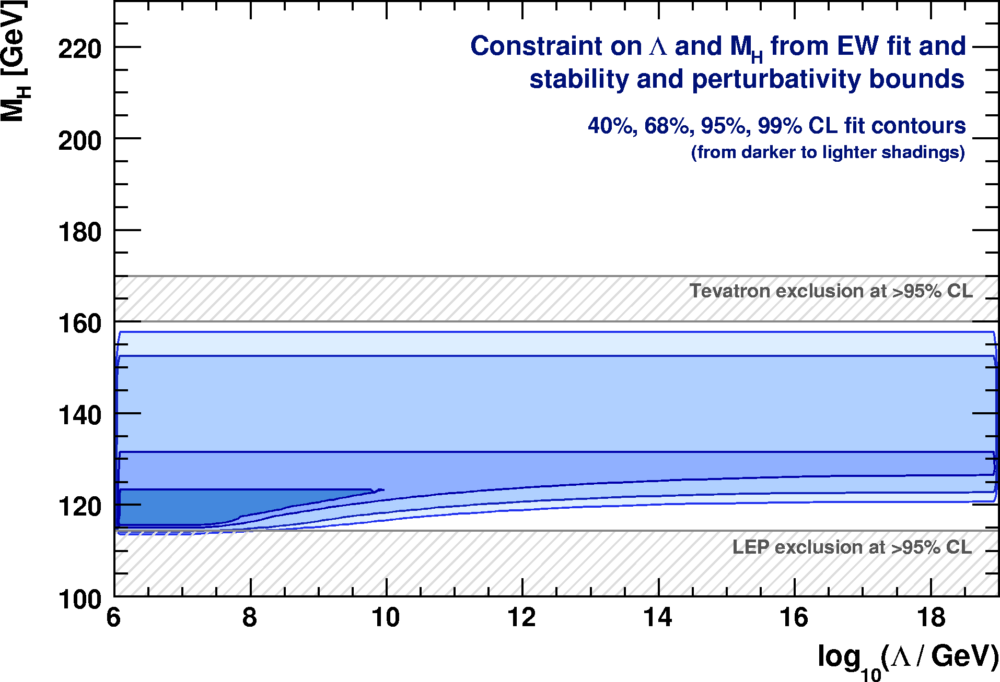 M_H [GeV]
220
200
180
160
140
120
100
Constraint on Λ and M_H from EW fit and
stability and perturbativity bounds
40%, 68%, 95%, 99% CL fit contours
(from darker to lighter shadings)
Tevatron exclusion at >95% CL
LEP exclusion at >95% CL
6 8 10 12 14 16 18
log_10(Λ / GeV)